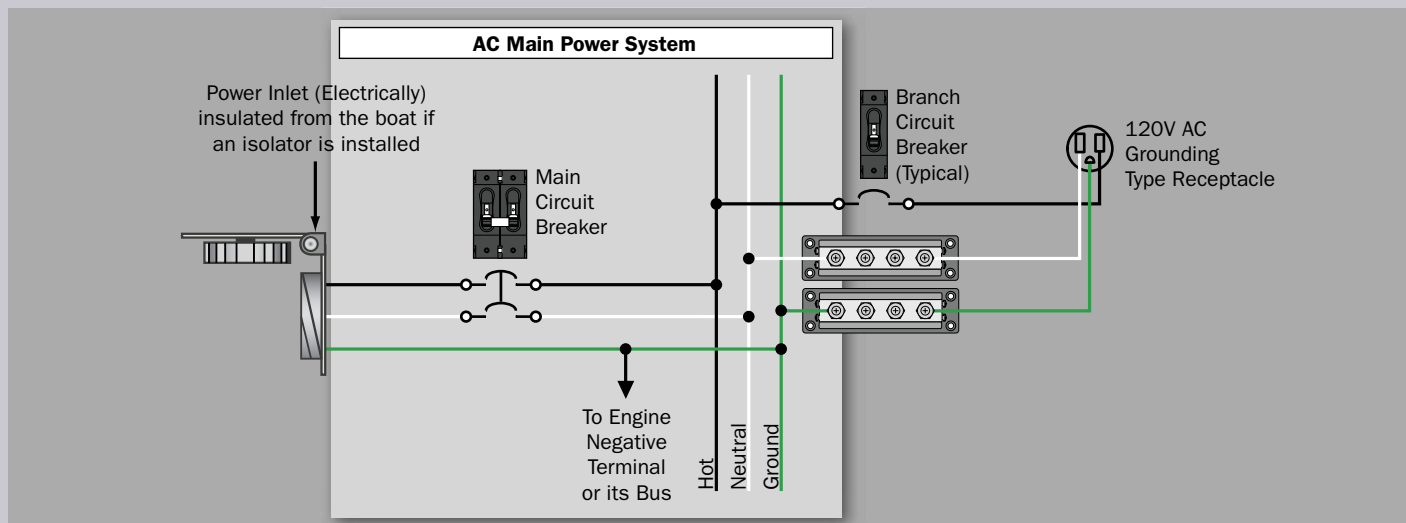 AC Main Power System
Power Inlet (Electrically)
insulated from the boat if
an isolator is installed
Main
Circuit
Breaker
Branch
Circuit
Breaker
(Typical)
120V AC
Grounding
Type Receptacle
To Engine
Negative
Terminal
or its Bus
Hot
Neutral
Ground